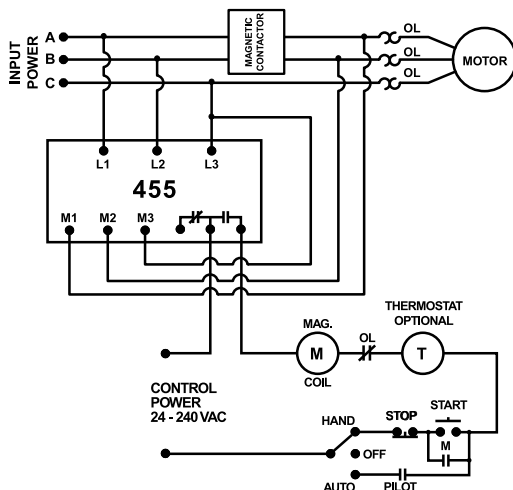 INPUT POWER
A
B
C
MAGNETIC CONTACTOR
OL
OL
OL
MOTOR
L1
L2
L3
455
M1
M2
M3
MAG.
M
COIL
OL
THERMOSTAT
OPTIONAL
T
CONTROL
POWER
24 - 240 VAC
HAND
STOP
START
OFF
M
AUTO
PILOT